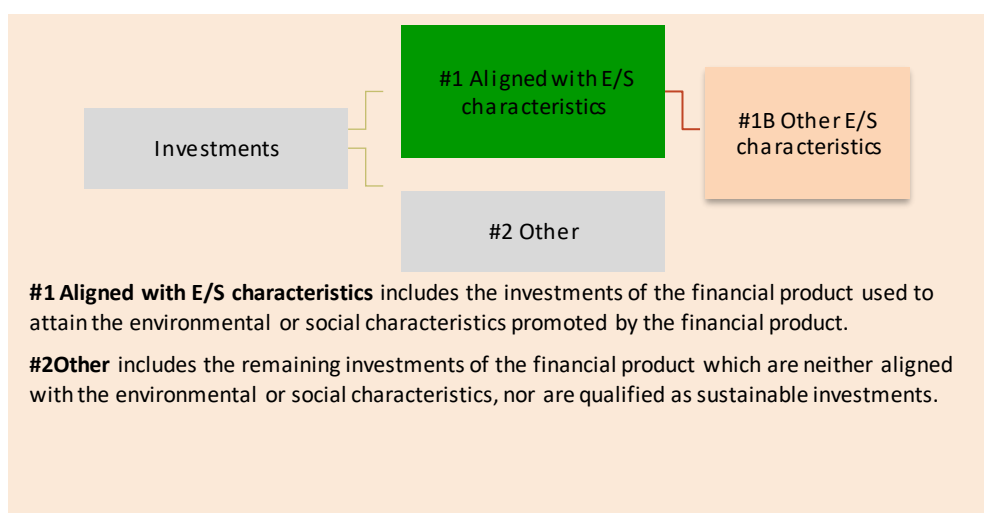 #1 Aligned with E/S
characteristics
#1B Other E/S
characteristics
Investments
#2 Other
#1 Aligned with E/S characteristics includes the investments of the financial product used to
attain the environmental or social characteristics promoted by the financial product.
#2Other includes the remaining investments of the financial product which are neither aligned
with the environmental or social characteristics, nor are qualified as sustainable investments.